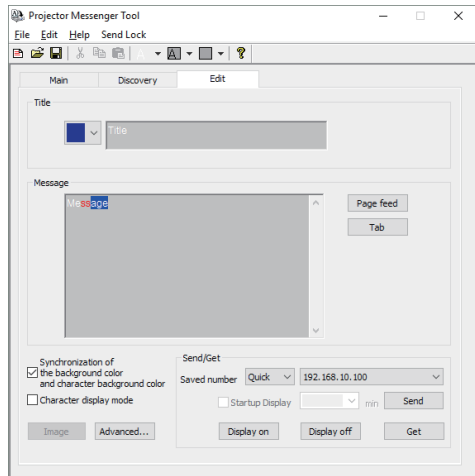 Projector Messenger Tool
File Edit Help Send Lock
A A ?
Main Discovery Edit
Title
Title
Message
Message
Page feed
Tab
Synchronization of
the background color
and character background color
Character display mode
Image Advanced...
Send/Get
Saved number Quick 192.168.10.100
Startup Display min Send
Display on Display off Get